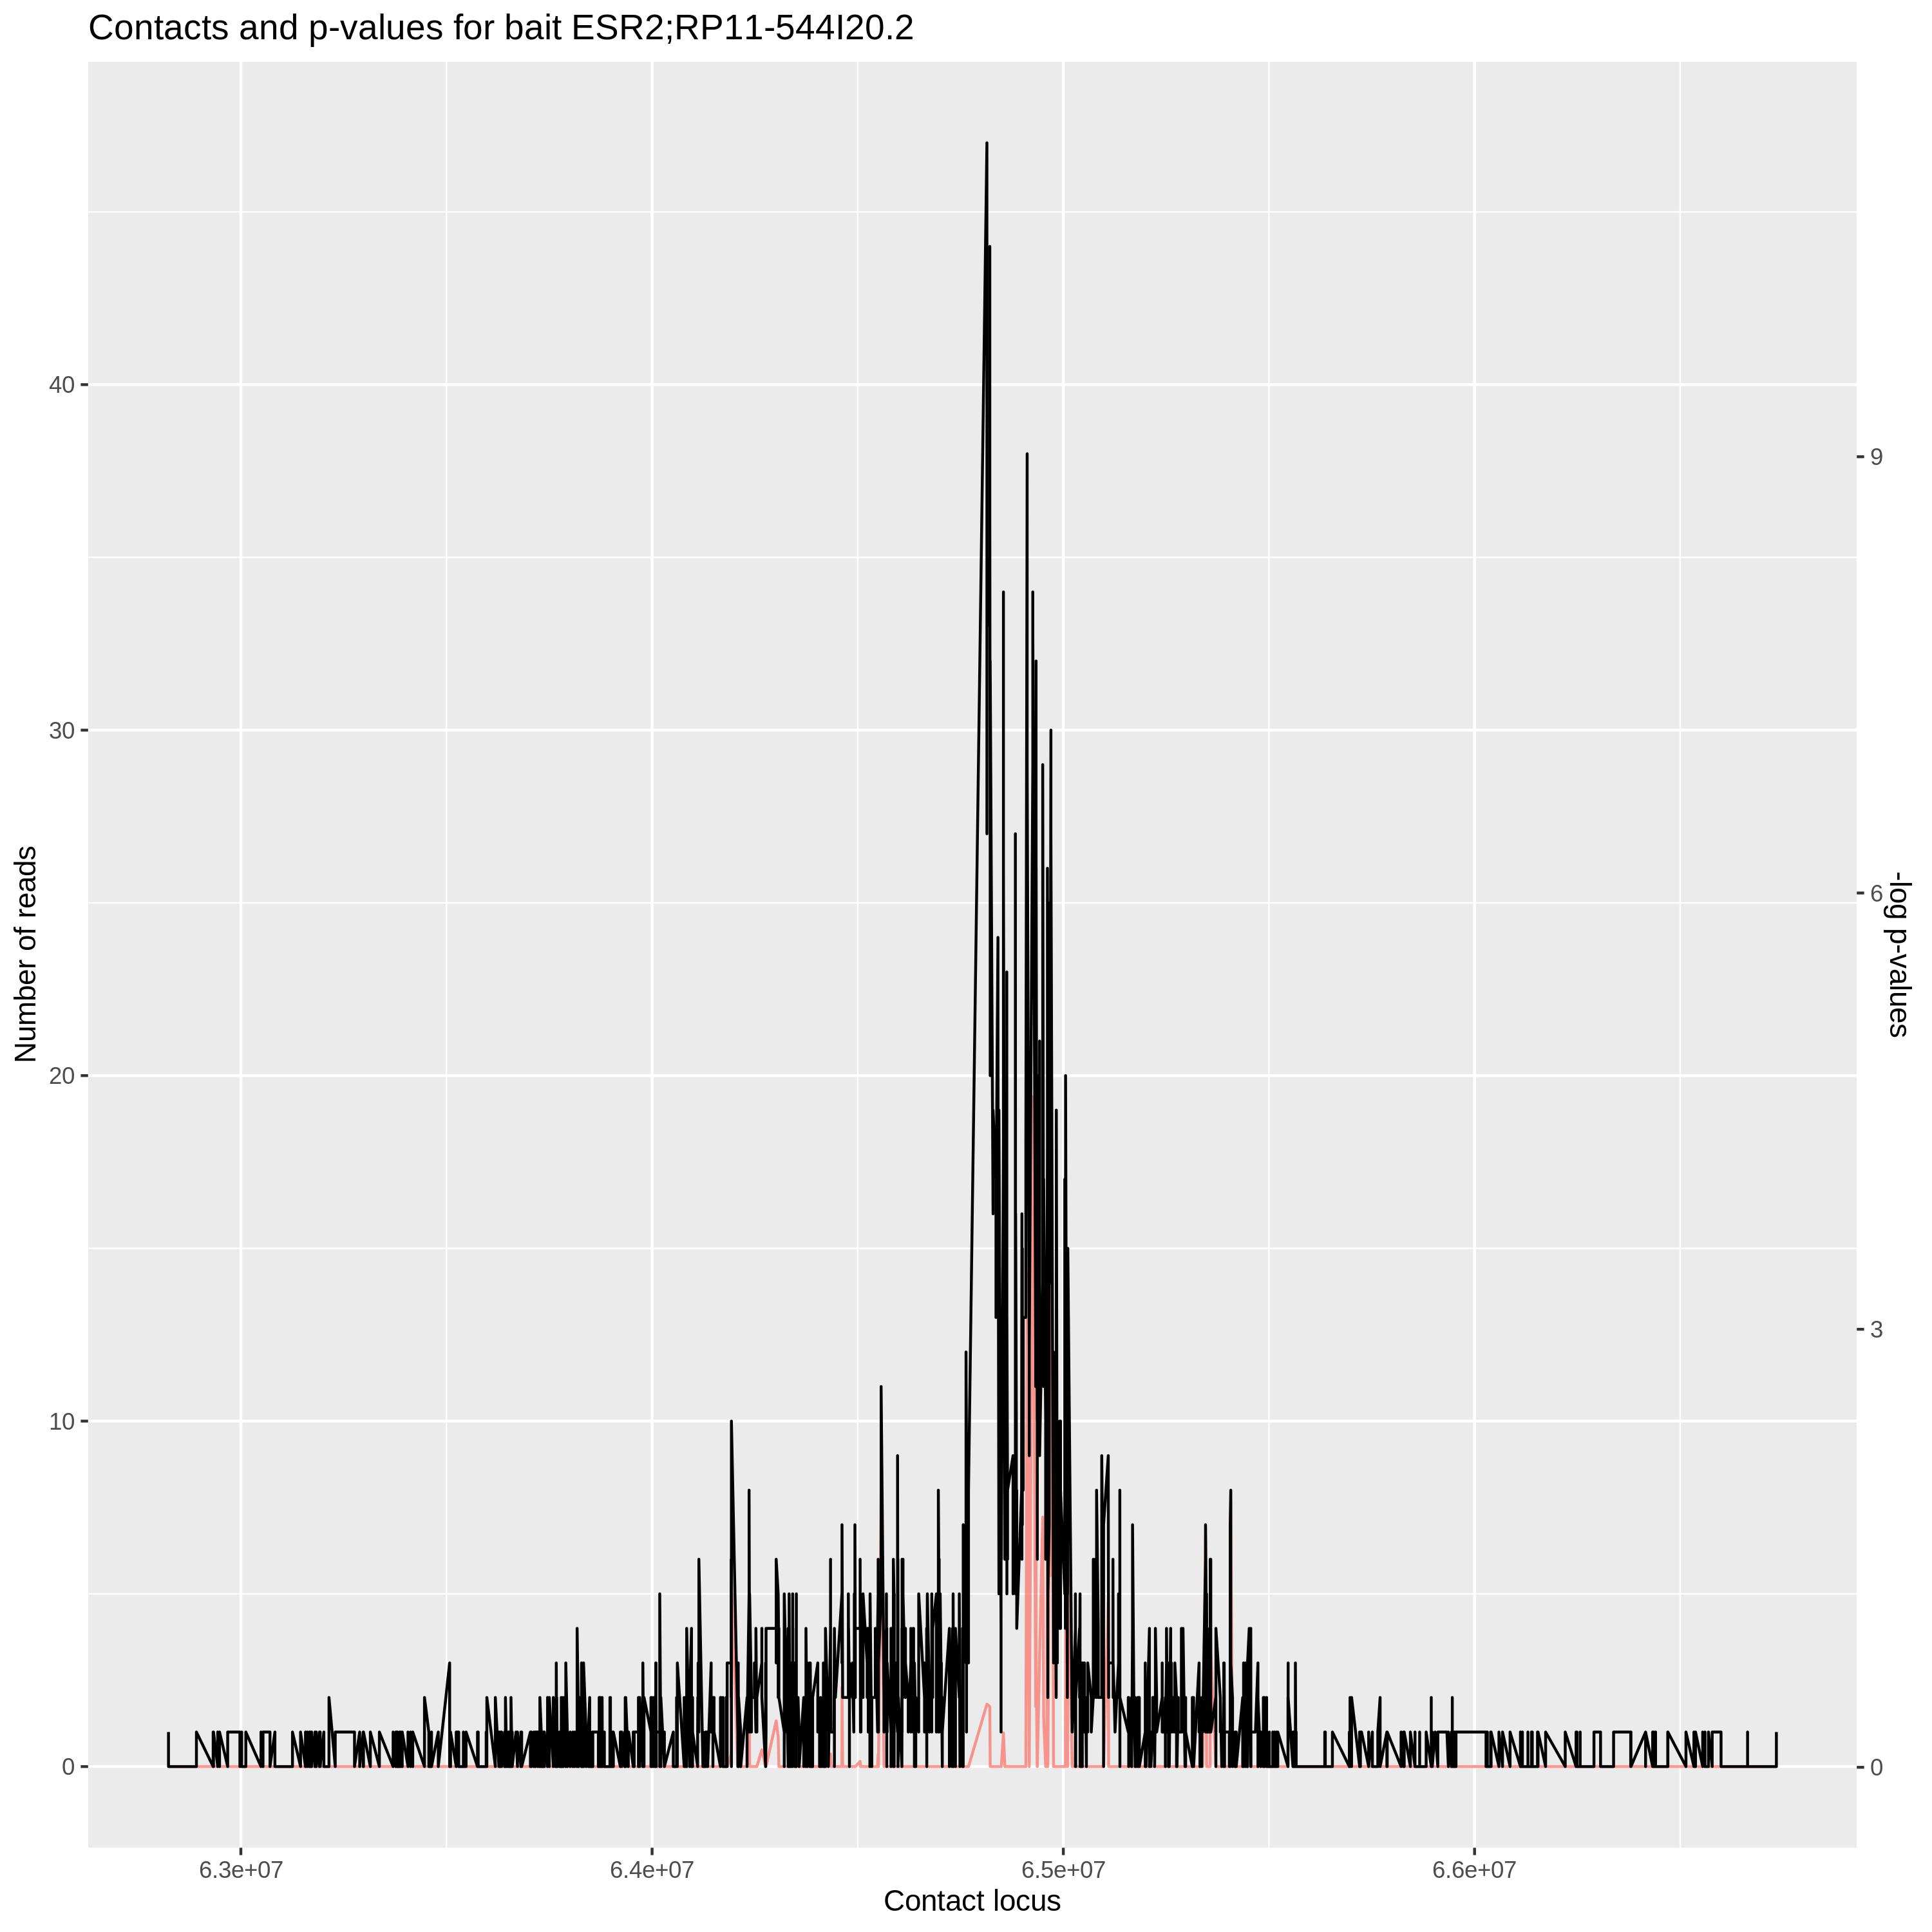 Contacts and p-values for bait ESR2;RP11-544I20.2
Number of reads
40
30
20
10
0
9
6
3
0
-log p-values
6.3e+07
6.4e+07
6.5e+07
6.6e+07
Contact locus